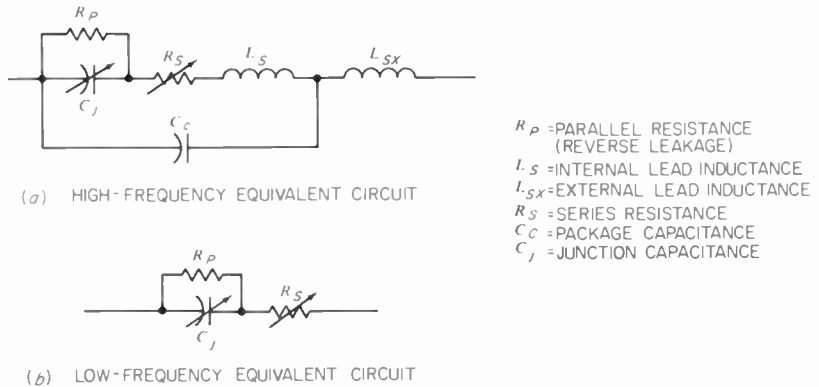 R_P
R_S
L_S
L_SX
C_J
C_C
(a) HIGH-FREQUENCY EQUIVALENT CIRCUIT
R_P =PARALLEL RESISTANCE
(REVERSE LEAKAGE)
L_S =INTERNAL LEAD INDUCTANCE
L_SX=EXTERNAL LEAD INDUCTANCE
R_S =SERIES RESISTANCE
C_C =PACKAGE CAPACITANCE
C_J =JUNCTION CAPACITANCE
R_P
R_S
C_J
(b) LOW-FREQUENCY EQUIVALENT CIRCUIT